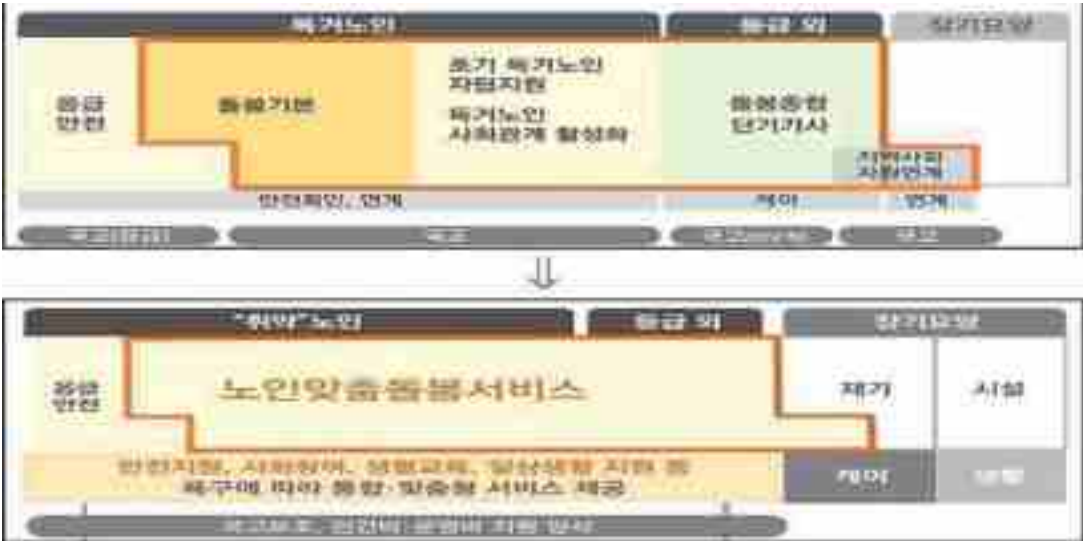 독거노인
등급 외
장기요양
응급
안전
돌봄기본
초기 독거노인
자립지원
독거노인
사회관계 활성화
돌봄종합
단기가사
지역사회
자원연계
안전확인, 연계
케어
연계
국고
국고
⇩
"취약"노인
등급 외
장기요양
응급
안전
노인맞춤돌봄서비스
재가
시설
안전지원, 사회참여, 생활교육, 일상생활 지원 등
욕구에 따라 통합·맞춤형 서비스 제공
케어
생활